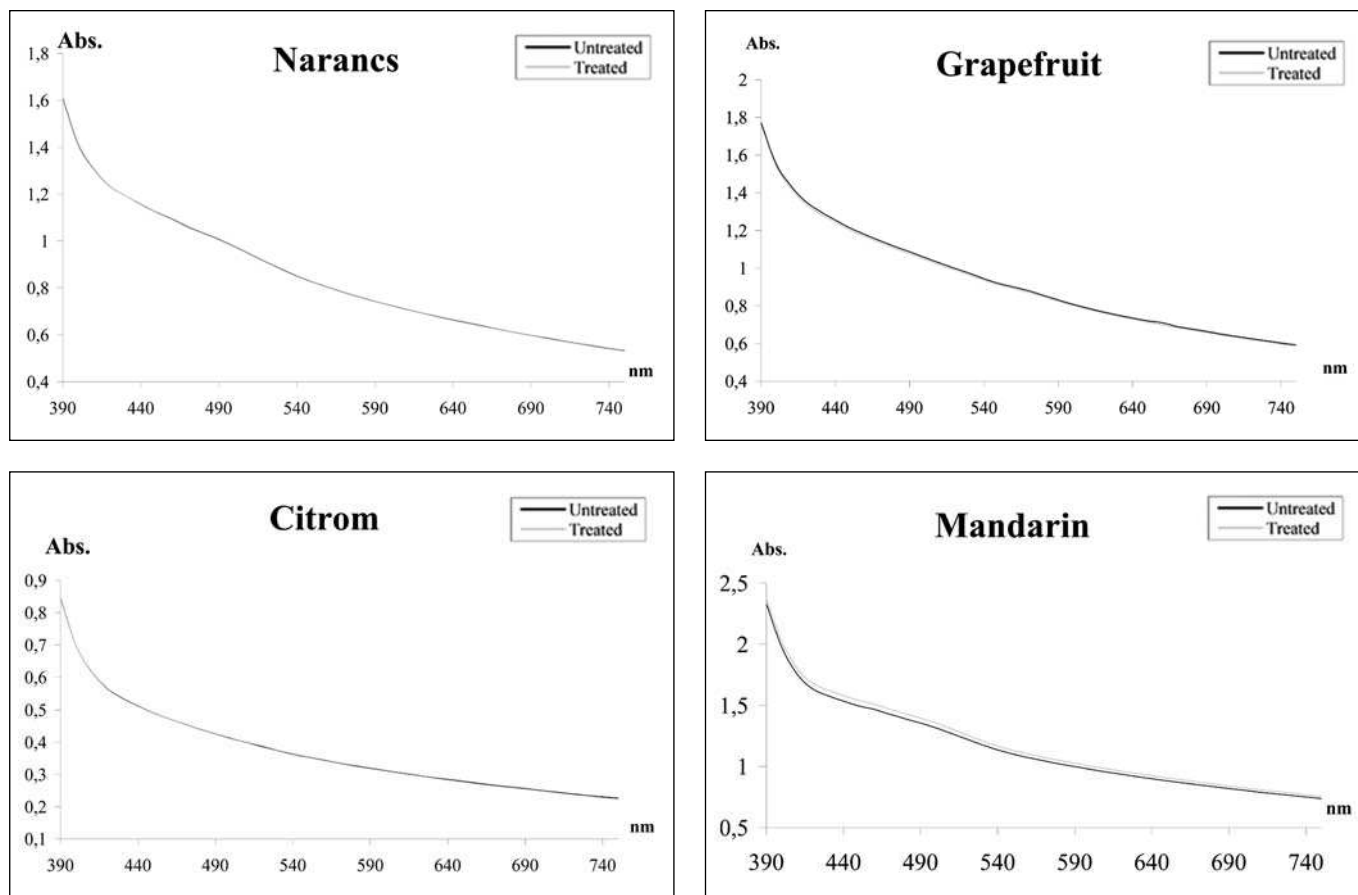 Abs.
Narancs
Untreated
Treated
1,8
1,6
1,4
1,2
1
0,8
0,6
0,4
nm
390 440 490 540 590 640 690 740
Abs.
Grapefruit
Untreated
Treated
2
1,8
1,6
1,4
1,2
1
0,8
0,6
0,4
nm
390 440 490 540 590 640 690 740
Citrom
Untreated
Treated
Abs.
0,9
0,8
0,7
0,6
0,5
0,4
0,3
0,2
0,1
nm
390 440 490 540 590 640 690 740
Mandarin
Untreated
Treated
Abs.
2,5
2
1,5
1
0,5
nm
390 440 490 540 590 640 690 740